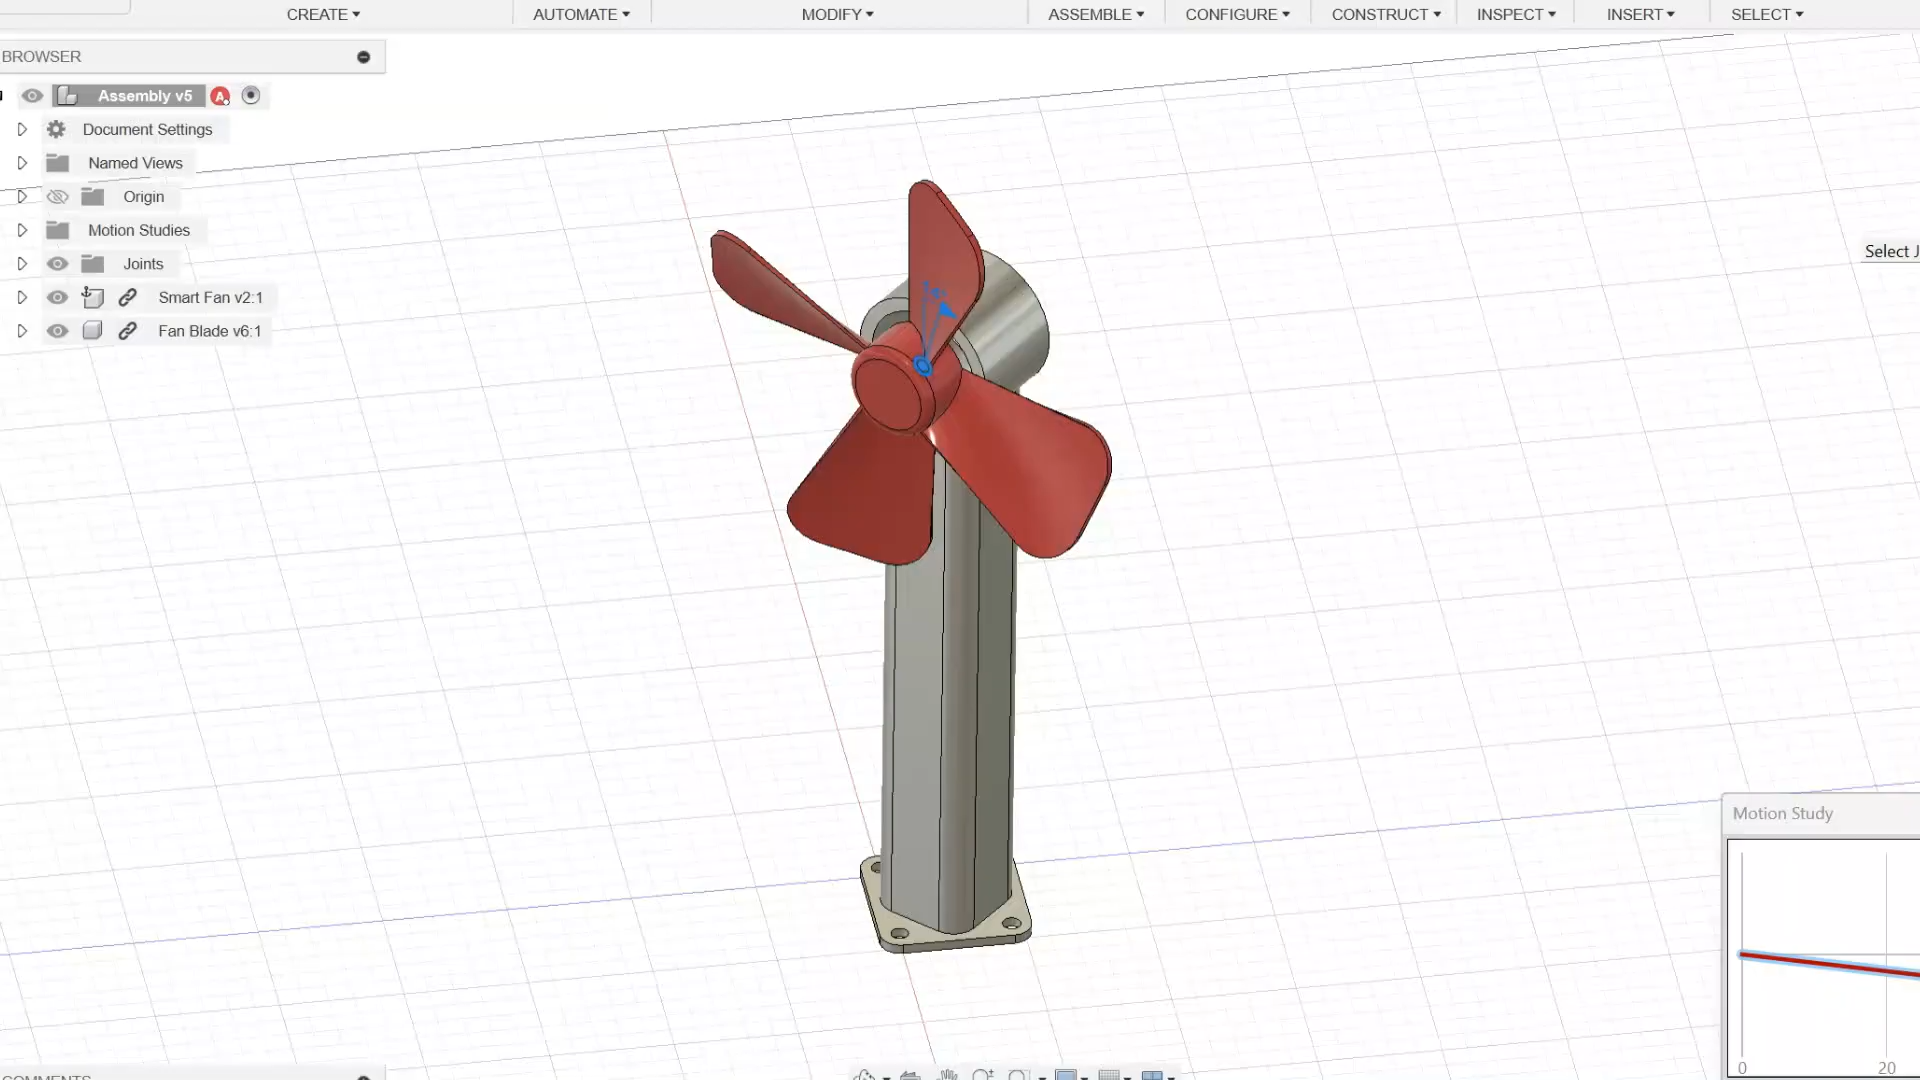 CREATE AUTOMATE MODIFY ASSEMBLE CONFIGURE CONSTRUCT INSPECT INSERT SELECT
BROWSER
Assembly v5
Document Settings
Named Views
Origin
Motion Studies
Joints
Smart Fan v2:1
Fan Blade v6:1
Select J
Motion Study
0 20
COMMENTS